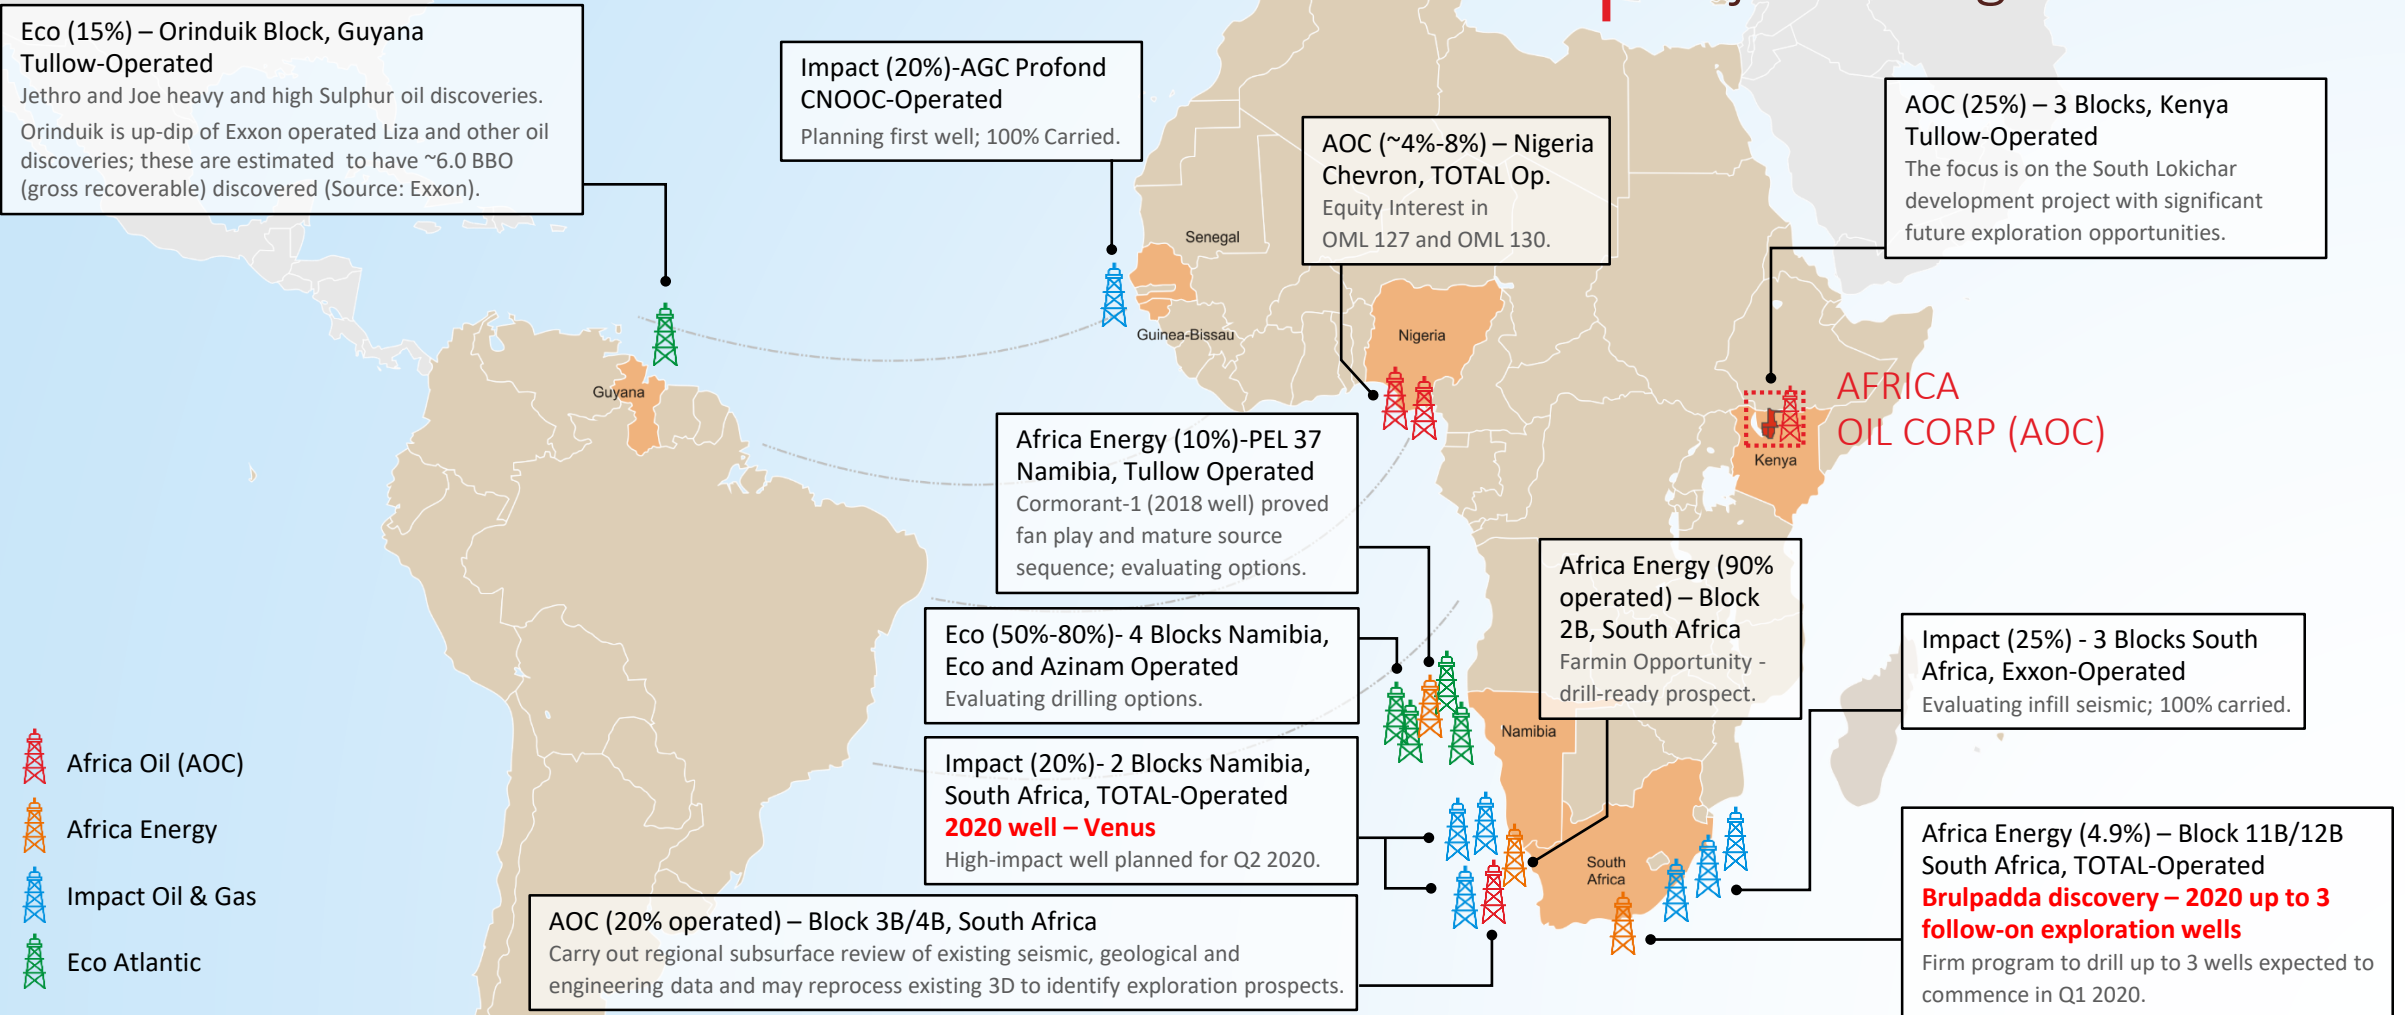 Eco (15%) – Orinduik Block, Guyana
Tullow-Operated
Jethro and Joe heavy and high Sulphur oil discoveries.
Orinduik is up-dip of Exxon operated Liza and other oil
discoveries; these are estimated to have ~6.0 BBO
(gross recoverable) discovered (Source: Exxon).
Impact (20%)-AGC Profond
CNOOC-Operated
Planning first well; 100% Carried.
AOC (~4%-8%) – Nigeria
Chevron, TOTAL Op.
Equity Interest in
OML 127 and OML 130.
AOC (25%) – 3 Blocks, Kenya
Tullow-Operated
The focus is on the South Lokichar
development project with significant
future exploration opportunities.
Senegal
Guinea-Bissau
Nigeria
Guyana
AFRICA
OIL CORP (AOC)
Kenya
Africa Energy (10%)-PEL 37
Namibia, Tullow Operated
Cormorant-1 (2018 well) proved
fan play and mature source
sequence; evaluating options.
Africa Energy (90%
operated) – Block
2B, South Africa
Farmin Opportunity -
drill-ready prospect.
Eco (50%-80%)- 4 Blocks Namibia,
Eco and Azinam Operated
Evaluating drilling options.
Impact (25%) - 3 Blocks South
Africa, Exxon-Operated
Evaluating infill seismic; 100% carried.
Namibia
Impact (20%)- 2 Blocks Namibia,
South Africa, TOTAL-Operated
2020 well – Venus
High-impact well planned for Q2 2020.
South
Africa
Africa Energy (4.9%) – Block 11B/12B
South Africa, TOTAL-Operated
Brulpadda discovery – 2020 up to 3
follow-on exploration wells
Firm program to drill up to 3 wells expected to
commence in Q1 2020.
AOC (20% operated) – Block 3B/4B, South Africa
Carry out regional subsurface review of existing seismic, geological and
engineering data and may reprocess existing 3D to identify exploration prospects.
Africa Oil (AOC)
Africa Energy
Impact Oil & Gas
Eco Atlantic